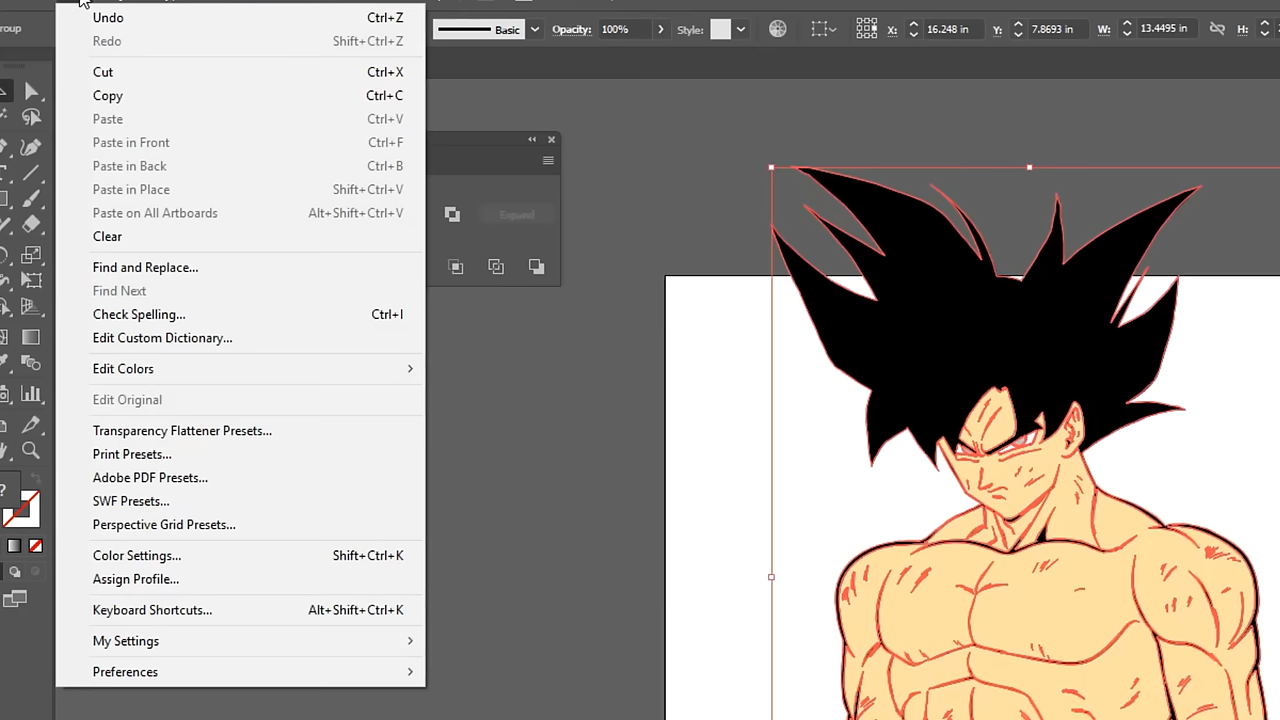 roup
Basic
Opacity: 100%
Style:
X: 16.248 in
Y: 7.8693 in
W: 13.4495 in
H:
Undo Ctrl+Z
Redo Shift+Ctrl+Z
Cut Ctrl+X
Copy Ctrl+C
Paste Ctrl+V
Paste in Front Ctrl+F
Paste in Back Ctrl+B
Paste in Place Shift+Ctrl+V
Paste on All Artboards Alt+Shift+Ctrl+V
Clear
Find and Replace...
Find Next
Check Spelling... Ctrl+I
Edit Custom Dictionary...
Edit Colors
Edit Original
Transparency Flattener Presets...
Print Presets...
Adobe PDF Presets...
SWF Presets...
Perspective Grid Presets...
Color Settings... Shift+Ctrl+K
Assign Profile...
Keyboard Shortcuts... Alt+Shift+Ctrl+K
My Settings
Preferences
Expand
?